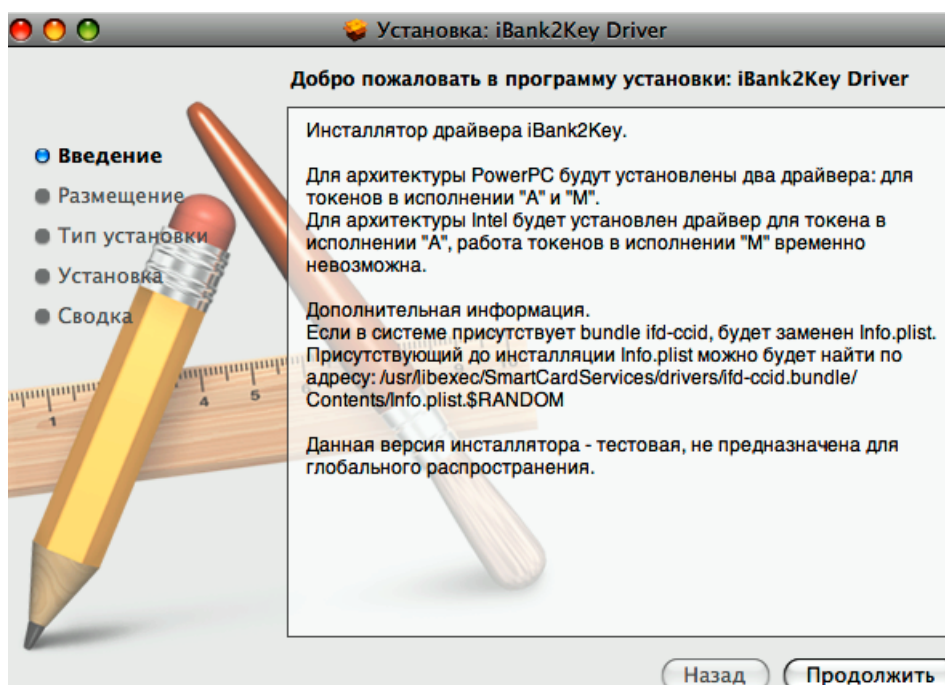 Установка: iBank2Key Driver
Добро пожаловать в программу установки: iBank2Key Driver
Введение
Размещение
Тип установки
Установка
Сводка
Инсталлятор драйвера iBank2Key.
Для архитектуры PowerPC будут установлены два драйвера: для
токенов в исполнении "А" и "М".
Для архитектуры Intel будет установлен драйвер для токена в
исполнении "А", работа токенов в исполнении "М" временно
невозможна.
Дополнительная информация.
Если в системе присутствует bundle ifd-ccid, будет заменен Info.plist.
Присутствующий до инсталляции Info.plist можно будет найти по
адресу: /usr/libexec/SmartCardServices/drivers/ifd-ccid.bundle/
Contents/Info.plist.$RANDOM
Данная версия инсталлятора - тестовая, не предназначена для
глобального распространения.
1
4
5
Назад
Продолжить